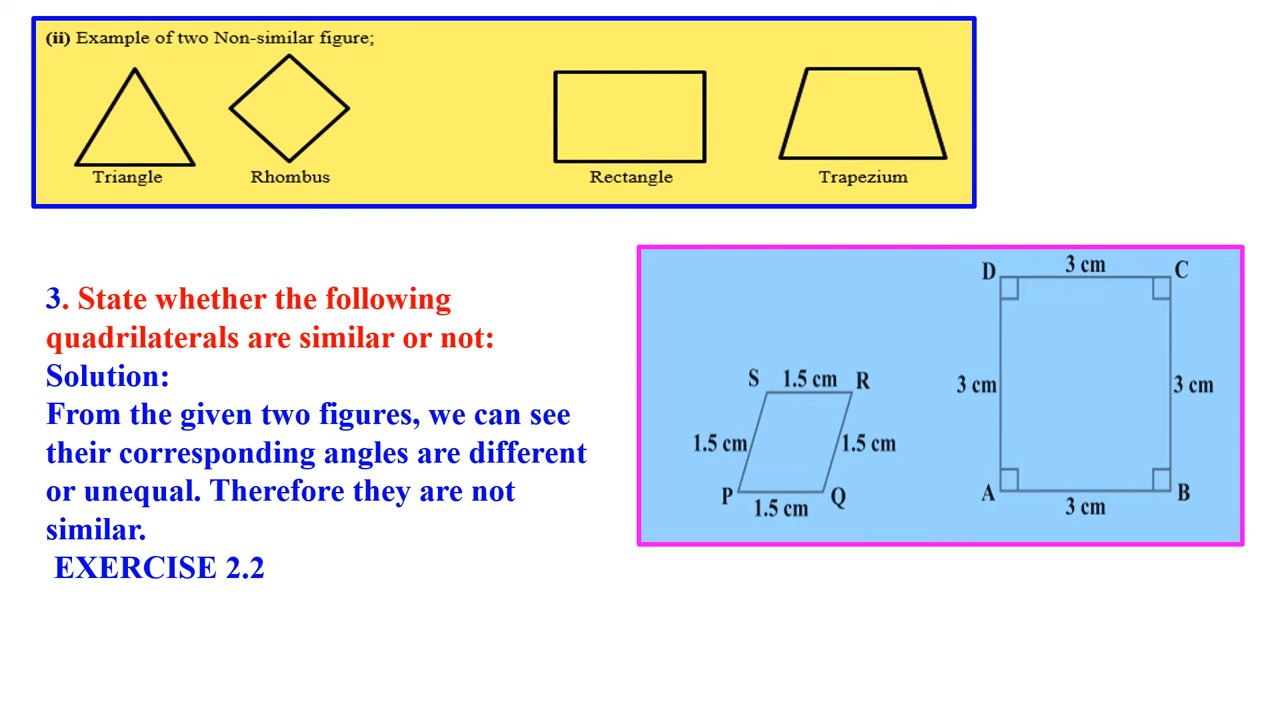 (ii) Example of two Non-similar figure;
Triangle
Rhombus
Rectangle
Trapezium
3. State whether the following
quadrilaterals are similar or not:
Solution:
From the given two figures, we can see
their corresponding angles are different
or unequal. Therefore they are not
similar.
EXERCISE 2.2
S 1.5 cm R
1.5 cm
1.5 cm
P
1.5 cm
Q
D
3 cm
C
3 cm
3 cm
A
3 cm
B